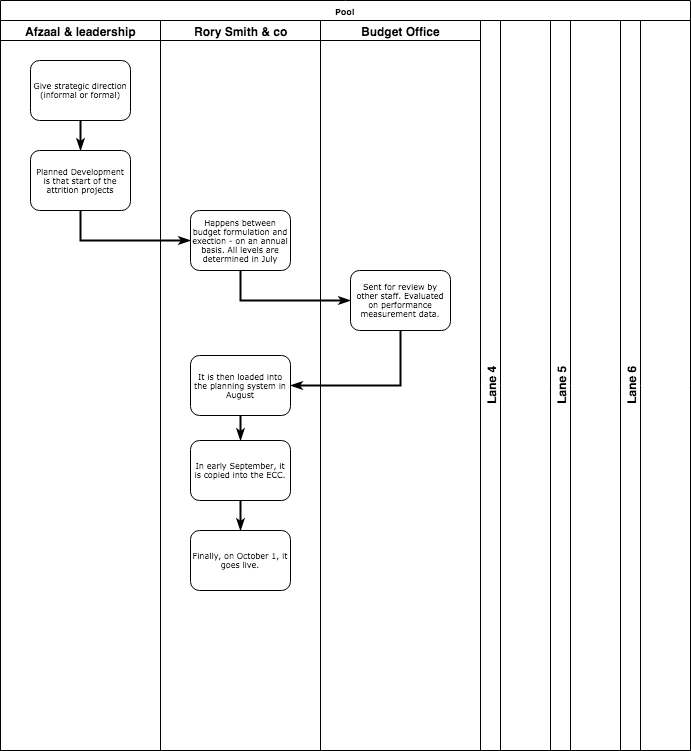 Pool
Afzaal & leadership
Rory Smith & co
Budget Office
Give strategic direction
(informal or formal)
Planned Development
is that start of the
attrition projects
Happens between
budget formulation and
exection - on an annual
basis. All levels are
determined in July
Sent for review by
other staff. Evaluated
on performance
measurement data.
It is then loaded into
the planning system in
August
In early September, it
is copied into the ECC.
Finally, on October 1, it
goes live.
Lane 4
Lane 5
Lane 6